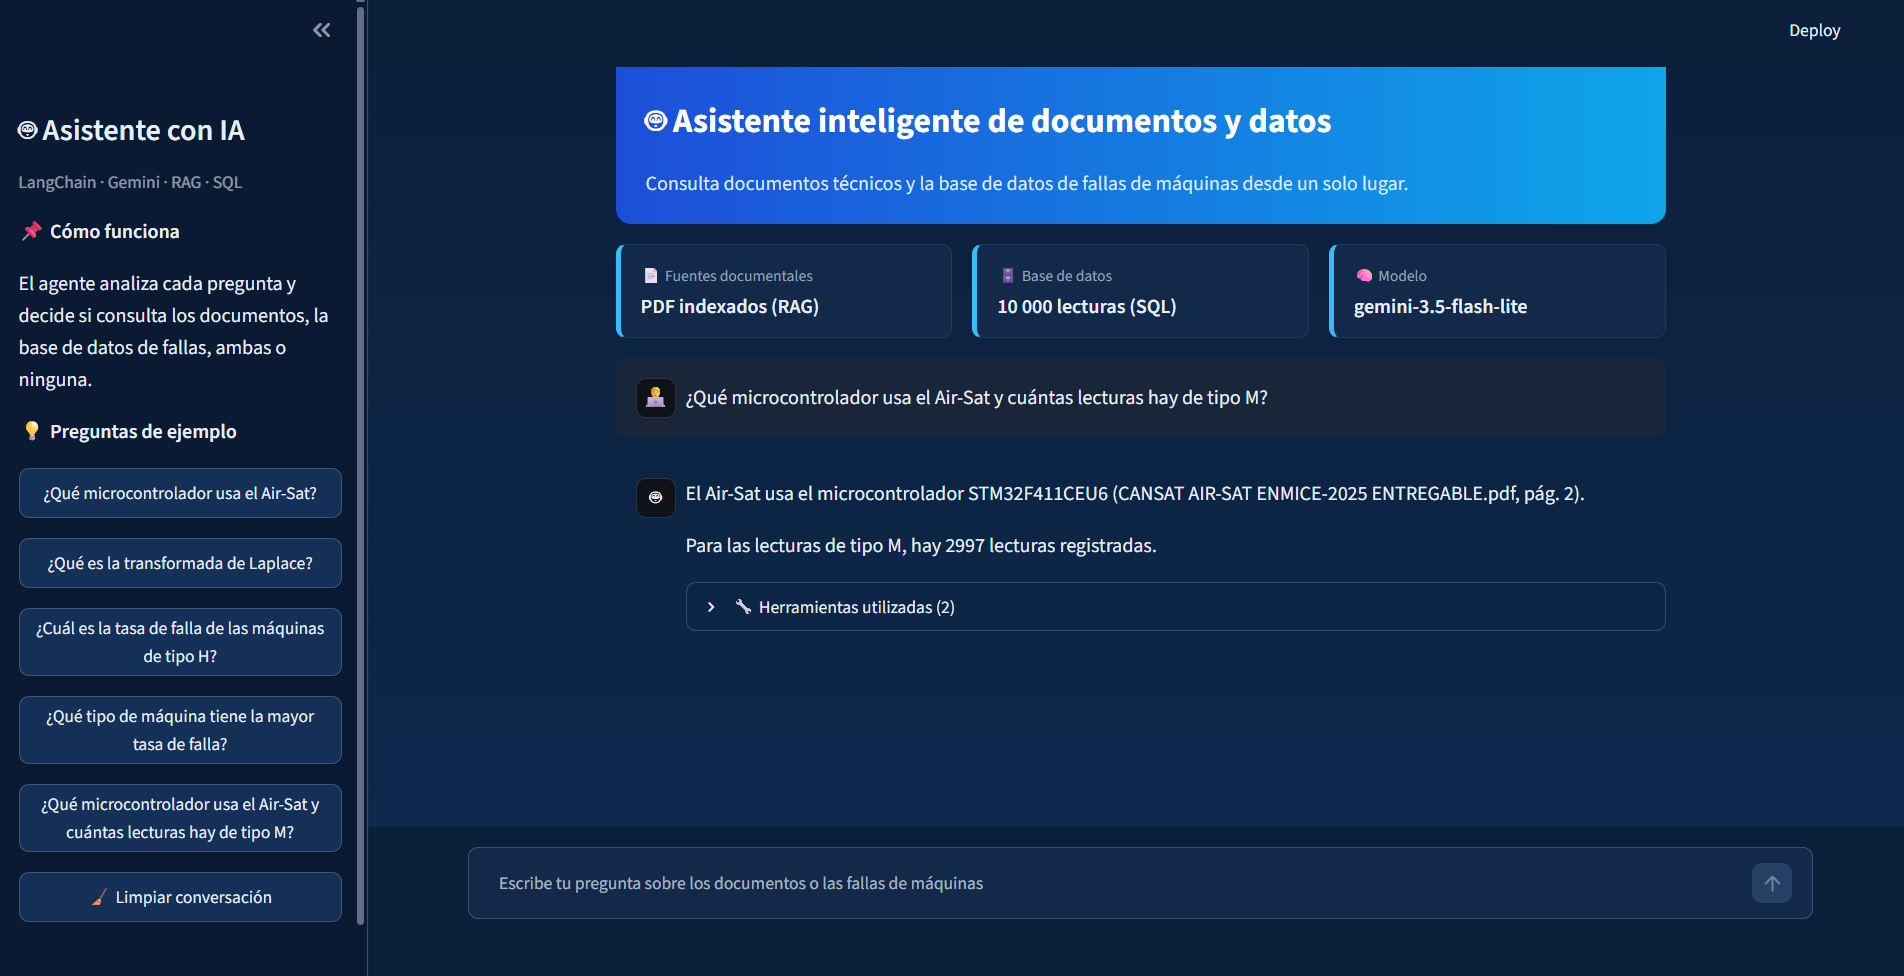 Deploy
Asistente con IA
LangChain · Gemini · RAG · SQL
Cómo funciona
El agente analiza cada pregunta y
decide si consulta los documentos, la
base de datos de fallas, ambas o
ninguna.
Preguntas de ejemplo
¿Qué microcontrolador usa el Air-Sat?
¿Qué es la transformada de Laplace?
¿Cuál es la tasa de falla de las máquinas
de tipo H?
¿Qué tipo de máquina tiene la mayor
tasa de falla?
¿Qué microcontrolador usa el Air-Sat y
cuántas lecturas hay de tipo M?
Limpiar conversación
Asistente inteligente de documentos y datos
Consulta documentos técnicos y la base de datos de fallas de máquinas desde un solo lugar.
Fuentes documentales
PDF indexados (RAG)
Base de datos
10 000 lecturas (SQL)
Modelo
gemini-3.5-flash-lite
¿Qué microcontrolador usa el Air-Sat y cuántas lecturas hay de tipo M?
El Air-Sat usa el microcontrolador STM32F411CEU6 (CANSAT AIR-SAT ENMICE-2025 ENTREGABLE.pdf, pág. 2).
Para las lecturas de tipo M, hay 2997 lecturas registradas.
Herramientas utilizadas (2)
Escribe tu pregunta sobre los documentos o las fallas de máquinas